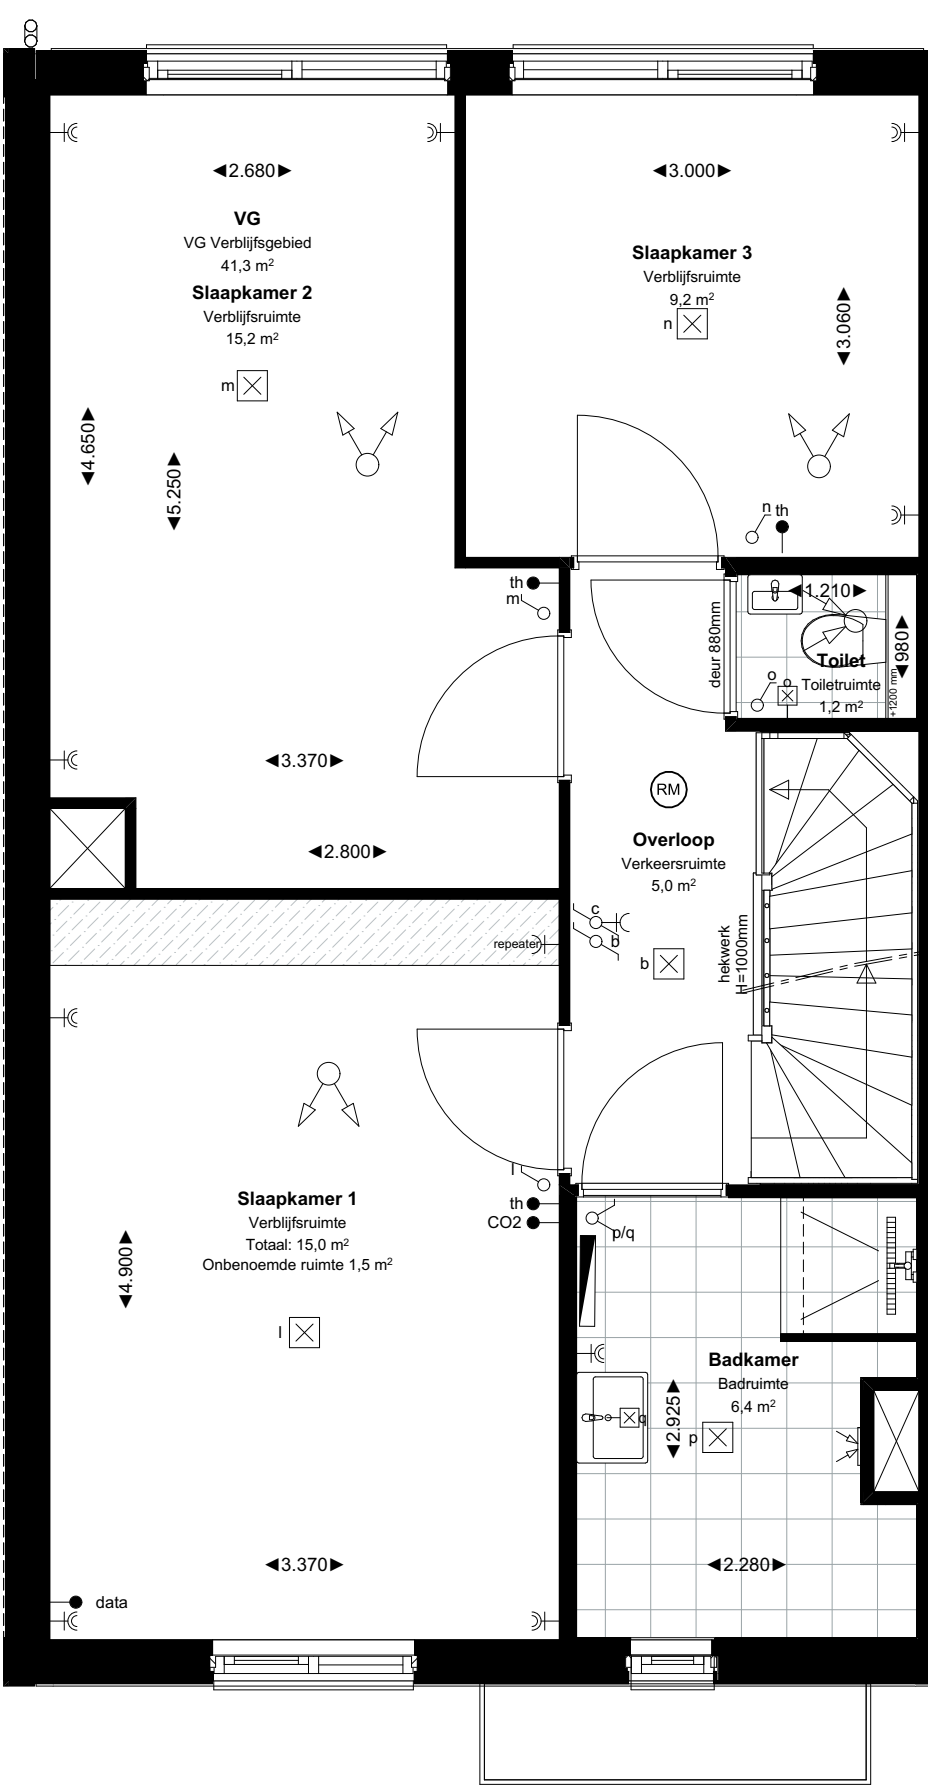 2.680
3.000
VG
VG Verblijfsgebied
41,3 m²
Slaapkamer 2
Verblijfsruimte
15,2 m²
m
Slaapkamer 3
Verblijfsruimte
9,2 m²
n
3.060
4.650
5.250
n th
th
m
deur 880mm
1.210
980
Toilet
Toiletruimte
1,2 m²
o
o
+1200 mm
3.370
2.800
RM
Overloop
Verkeersruimte
5,0 m²
c
b
b
repeater
hekwerk
H=1000mm
l
th
CO2
Slaapkamer 1
Verblijfsruimte
Totaal: 15,0 m²
Onbenoemde ruimte 1,5 m²
4.900
l
p/q
Badkamer
Badruimte
6,4 m²
2.925
q
p
3.370
2.280
data